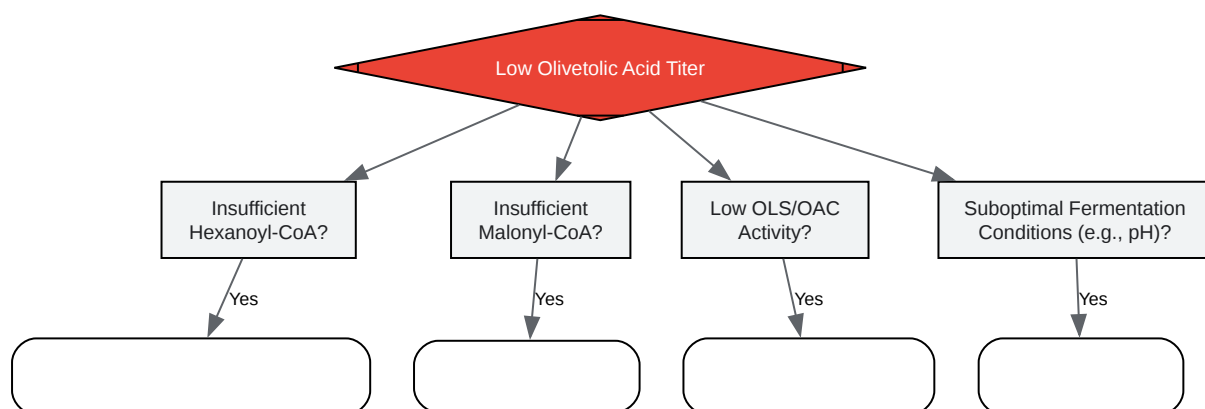 Low Olivetolic Acid Titer
Insufficient
Hexanoyl-CoA?
Insufficient
Malonyl-CoA?
Low OLS/OAC
Activity?
Suboptimal Fermentation
Conditions (e.g., pH)?
Yes
Yes
Yes
Yes